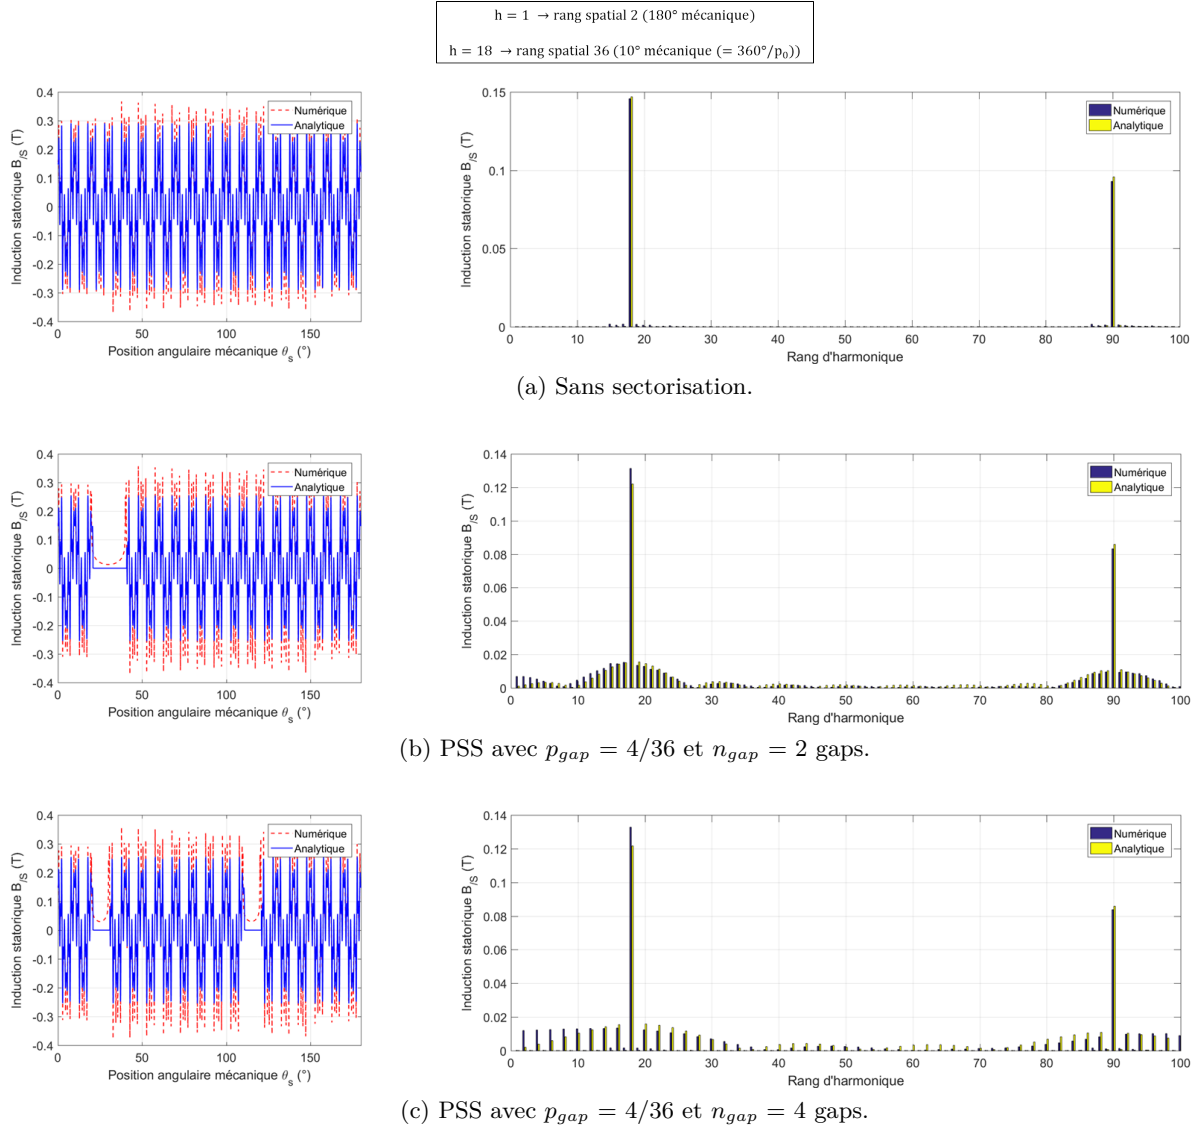 h = 1 → rang spatial 2 (180° mécanique)
h = 18 → rang spatial 36 (10° mécanique (= 360°/p₀))
Induction statorique B/S (T)
0.4
0.3
0.2
0.1
0
-0.1
-0.2
-0.3
-0.4
0 50 100 150
Position angulaire mécanique θs (°)
Numérique
Analytique
Induction statorique B/S (T)
0.15
0.1
0.05
0
0 10 20 30 40 50 60 70 80 90 100
Rang d'harmonique
Numérique
Analytique
(a) Sans sectorisation.
Induction statorique B/S (T)
0.4
0.3
0.2
0.1
0
-0.1
-0.2
-0.3
-0.4
0 50 100 150
Position angulaire mécanique θs (°)
Numérique
Analytique
Induction statorique B/S (T)
0.14
0.12
0.1
0.08
0.06
0.04
0.02
0
0 10 20 30 40 50 60 70 80 90 100
Rang d'harmonique
Numérique
Analytique
(b) PSS avec pgap = 4/36 et ngap = 2 gaps.
Induction statorique B/S (T)
0.4
0.3
0.2
0.1
0
-0.1
-0.2
-0.3
-0.4
0 50 100 150
Position angulaire mécanique θs (°)
Numérique
Analytique
Induction statorique B/S (T)
0.14
0.12
0.1
0.08
0.06
0.04
0.02
0
0 10 20 30 40 50 60 70 80 90 100
Rang d'harmonique
Numérique
Analytique
(c) PSS avec pgap = 4/36 et ngap = 4 gaps.